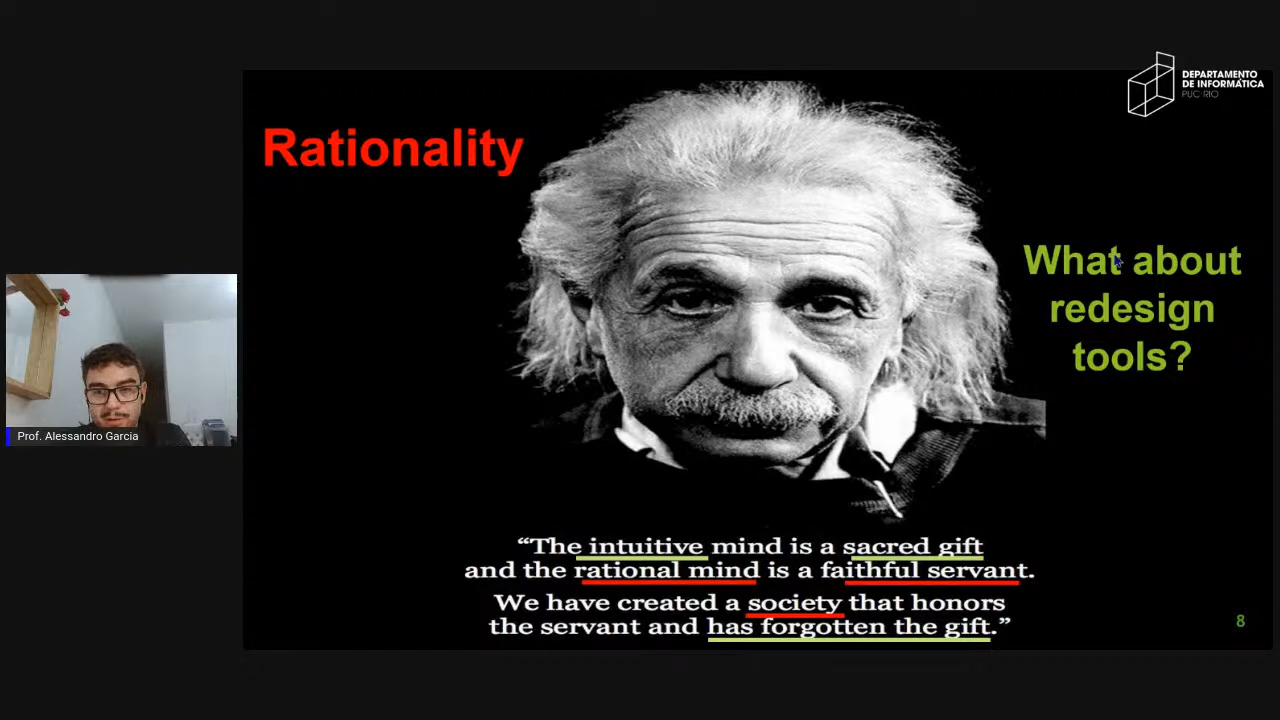 DEPARTAMENTO
DE INFORMÁTICA
PUC-RIO
Rationality
What about
redesign
tools?
Prof. Alessandro Garcia
“The intuitive mind is a sacred gift
and the rational mind is a faithful servant.
We have created a society that honors
the servant and has forgotten the gift.”
8